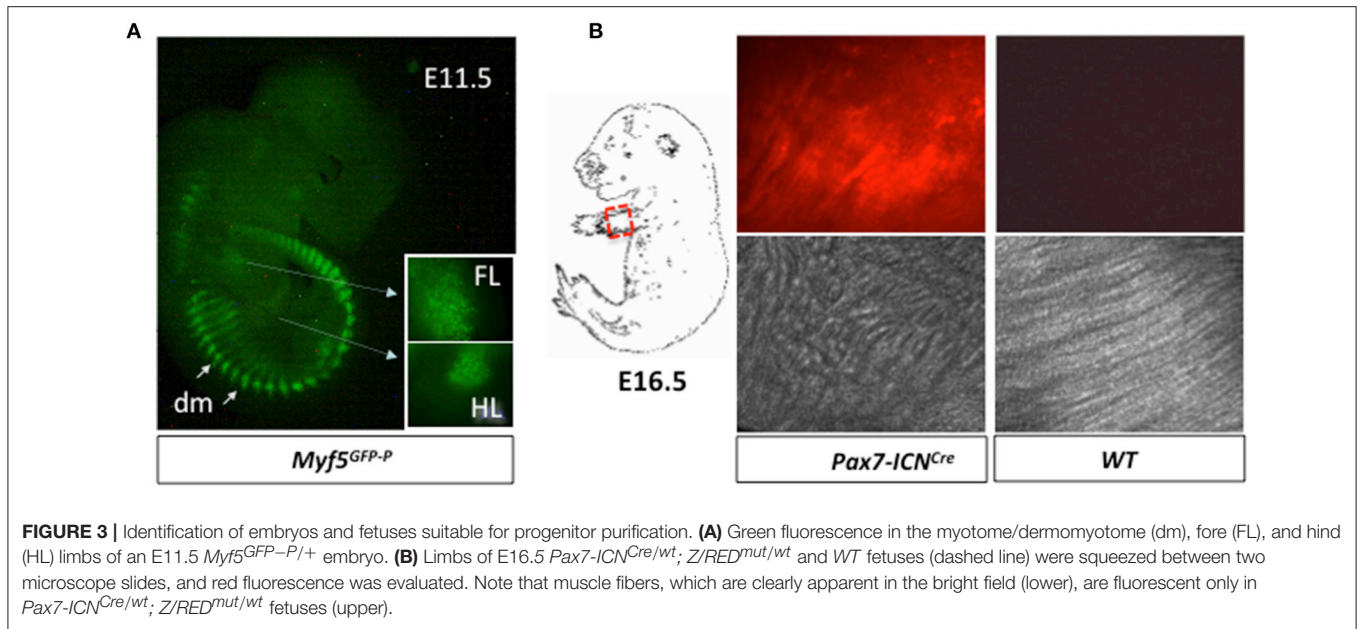 A
E11.5
FL
HL
dm
Myf5GFP-P
B
E16.5
Pax7-ICNCre
WT
FIGURE 3 | Identification of embryos and fetuses suitable for progenitor purification. (A) Green fluorescence in the myotome/dermomyotome (dm), fore (FL), and hind
(HL) limbs of an E11.5 Myf5GFP−P/+ embryo. (B) Limbs of E16.5 Pax7-ICNCre/wt; Z/REDmut/wt and WT fetuses (dashed line) were squeezed between two
microscope slides, and red fluorescence was evaluated. Note that muscle fibers, which are clearly apparent in the bright field (lower), are fluorescent only in
Pax7-ICNCre/wt; Z/REDmut/wt fetuses (upper).